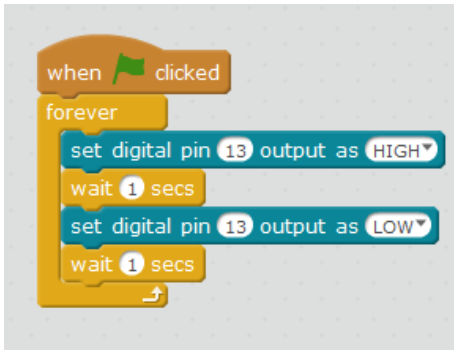 when clicked
forever
set digital pin 13 output as HIGH
wait 1 secs
set digital pin 13 output as LOW
wait 1 secs